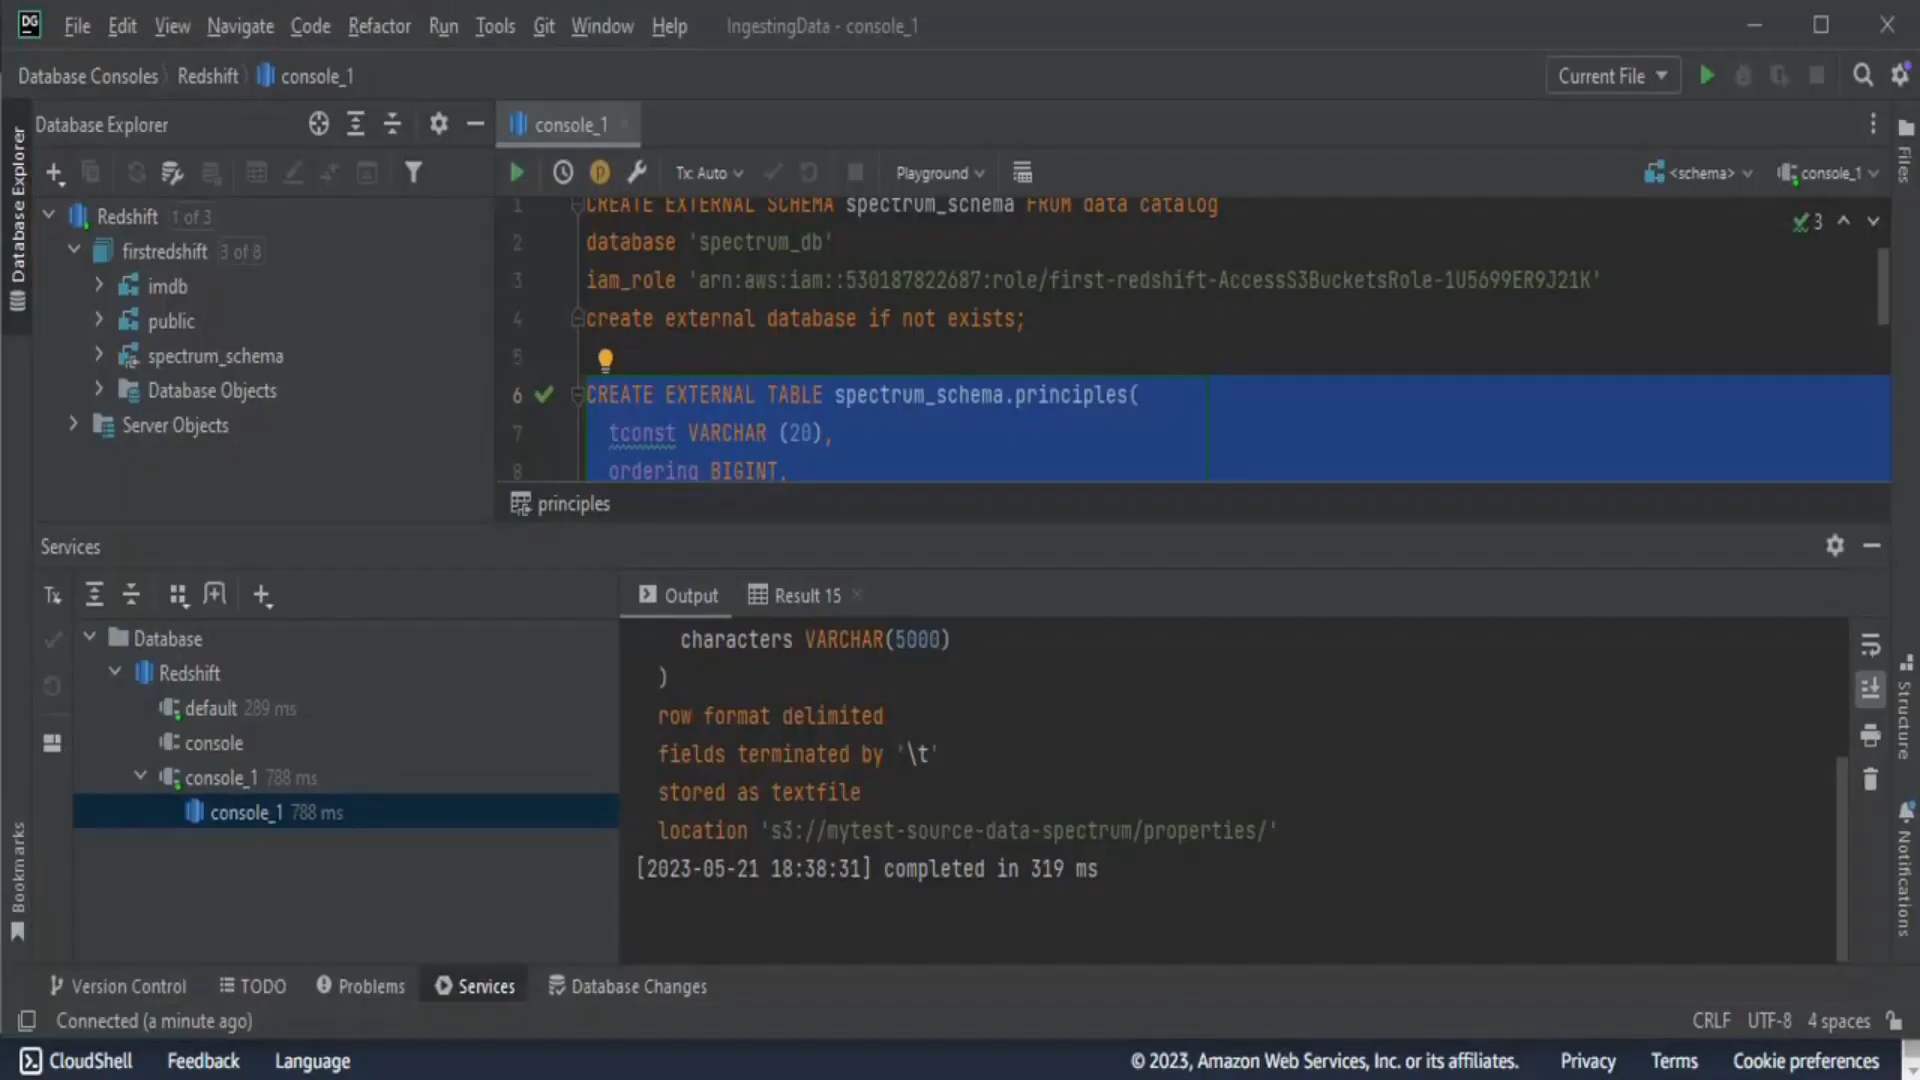 DG File Edit View Navigate Code Refactor Run Tools Git Window Help IngestingData - console_1
Database Consoles Redshift console_1 Current File
Database Explorer console_1
Tx: Auto Playground <schema> console_1
Database Explorer
Files
Redshift 1 of 3
firstredshift 3 of 8
imdb
public
spectrum_schema
Database Objects
Server Objects
1 CREATE EXTERNAL SCHEMA spectrum_schema FROM data catalog
2 database 'spectrum_db'
3 iam_role 'arn:aws:iam::530187822687:role/first-redshift-AccessS3BucketsRole-1U5699ER9J21K'
4 create external database if not exists;
5
6 CREATE EXTERNAL TABLE spectrum_schema.principles(
7 tconst VARCHAR (20),
8 ordering BIGINT,
3
principles
Services
Tx
Output Result 15
Database
Redshift
default 289 ms
console
console_1 788 ms
console_1 788 ms
characters VARCHAR(5000)
)
row format delimited
fields terminated by '\t'
stored as textfile
location 's3://mytest-source-data-spectrum/properties/'
[2023-05-21 18:38:31] completed in 319 ms
Structure
Notifications
Bookmarks
Version Control TODO Problems Services Database Changes
Connected (a minute ago) CRLF UTF-8 4 spaces
CloudShell Feedback Language © 2023, Amazon Web Services, Inc. or its affiliates. Privacy Terms Cookie preferences